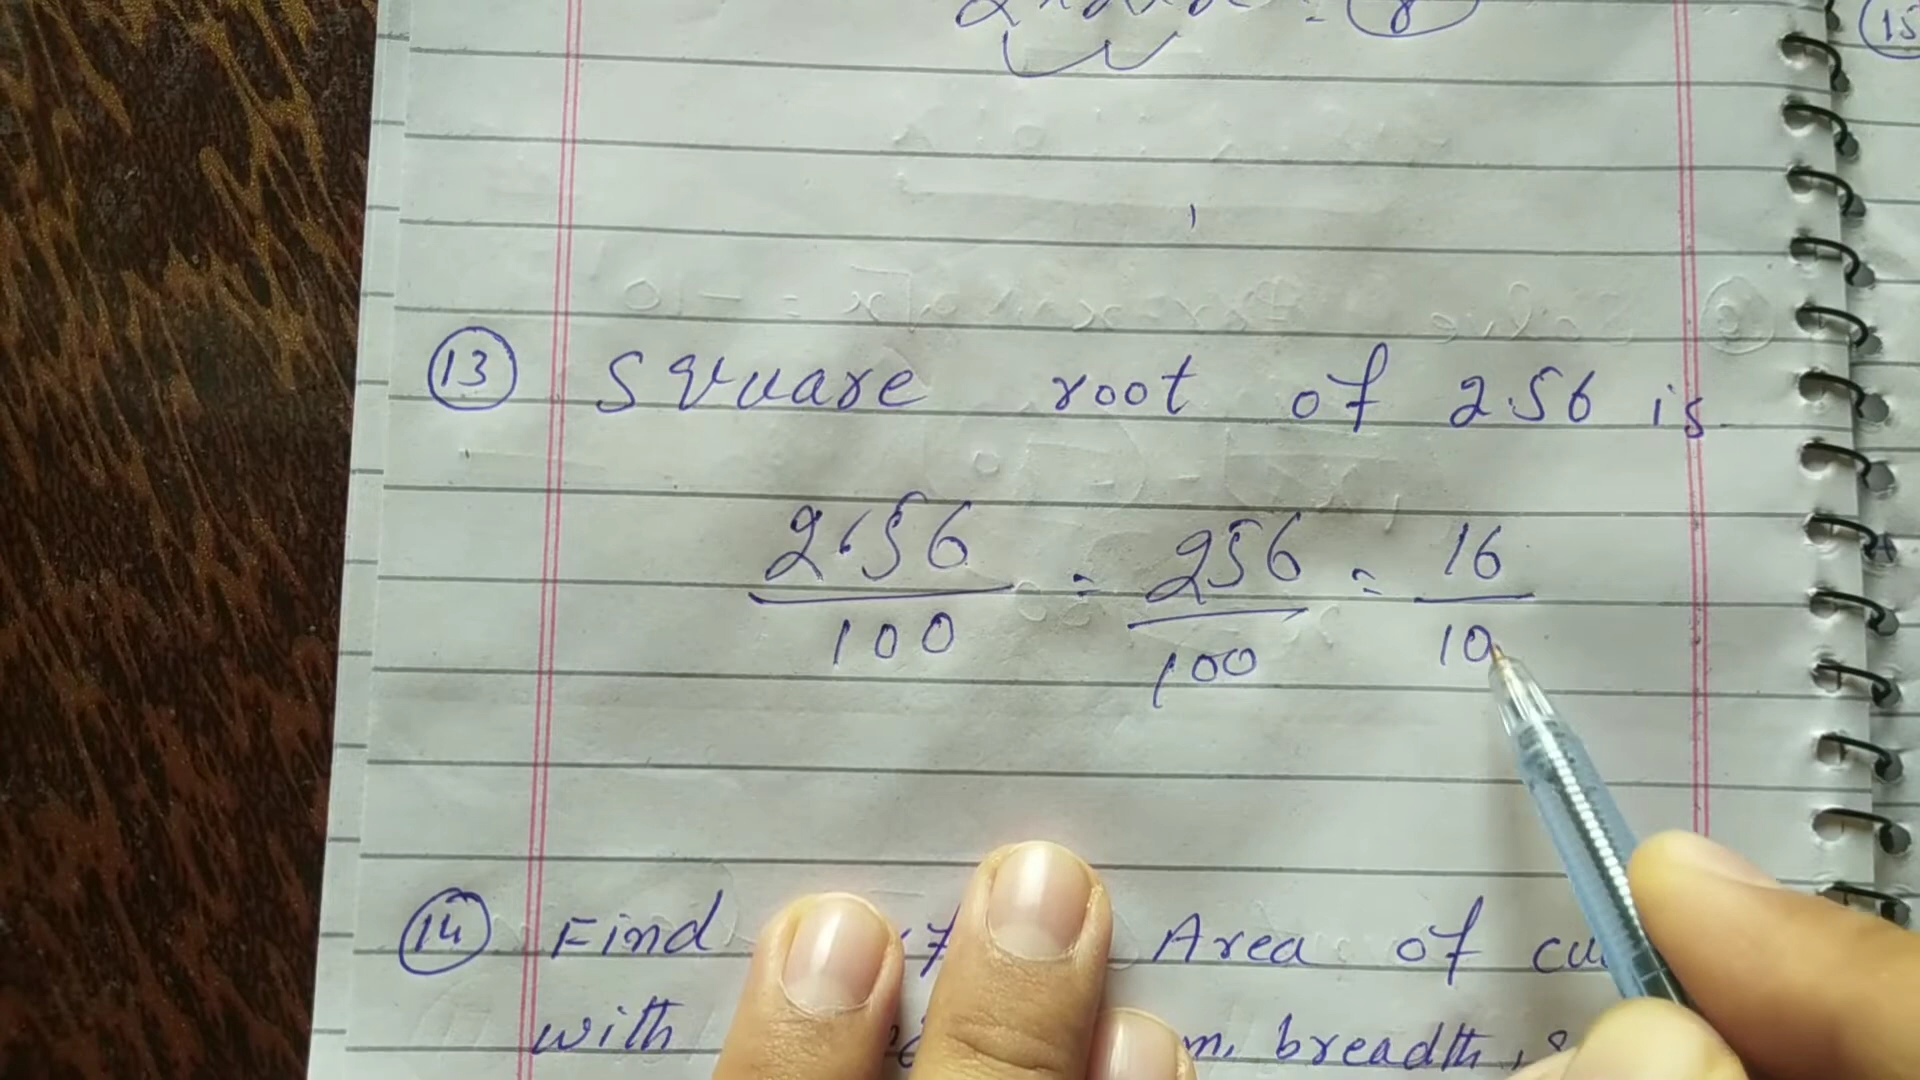 15
13 Square root of 2.56 is
2.56 / 100 = 256 / 100 = 16 / 10
14 Find Area of
with m, breadth,